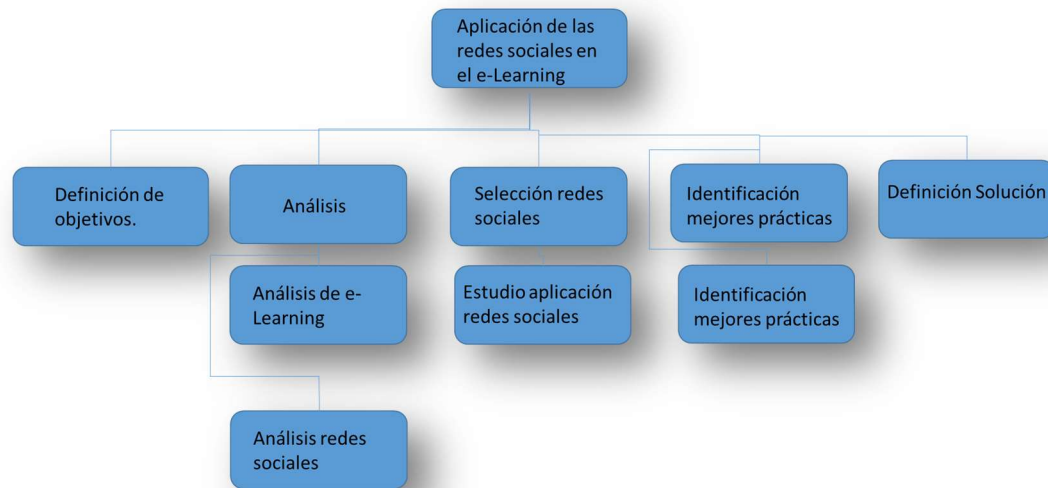 Aplicación de las
redes sociales en
el e-Learning
Definición de
objetivos.
Análisis
Selección redes
sociales
Identificación
mejores prácticas
Definición Solución
Análisis de e-
Learning
Estudio aplicación
redes sociales
Identificación
mejores prácticas
Análisis redes
sociales